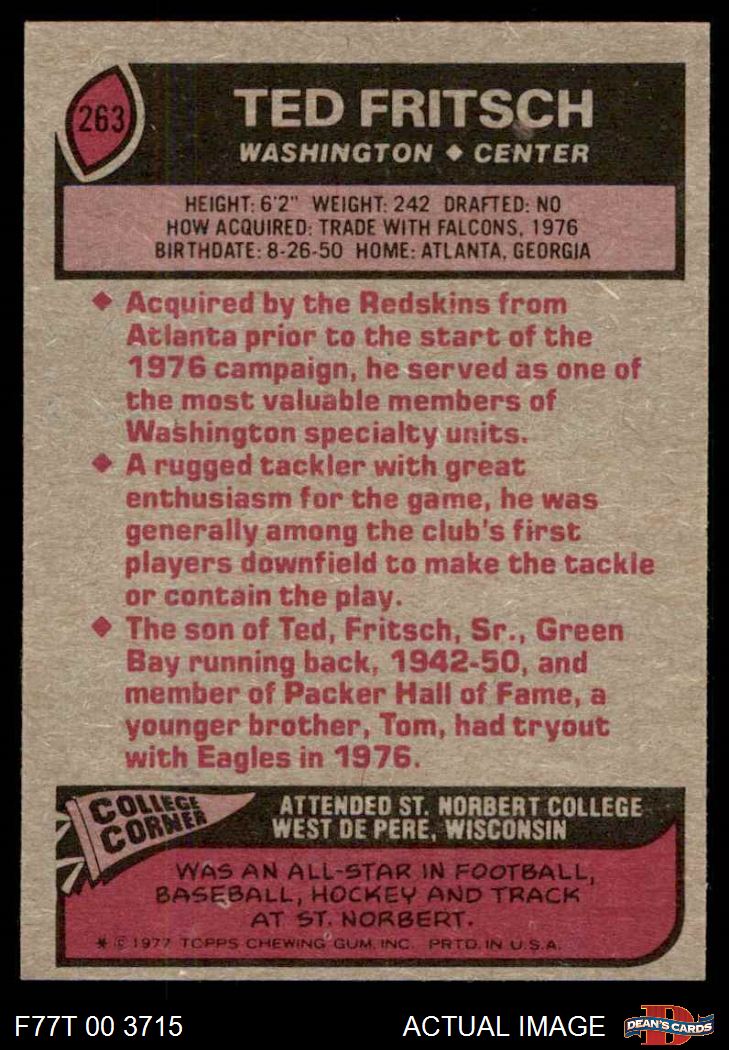 263
TED FRITSCH
WASHINGTON ◆ CENTER
HEIGHT: 6'2" WEIGHT: 242 DRAFTED: NO
HOW ACQUIRED: TRADE WITH FALCONS, 1976
BIRTHDATE: 8-26-50 HOME: ATLANTA, GEORGIA
◆ Acquired by the Redskins from
Atlanta prior to the start of the
1976 campaign, he served as one of
the most valuable members of
Washington specialty units.
◆ A rugged tackler with great
enthusiasm for the game, he was
generally among the club's first
players downfield to make the tackle
or contain the play.
◆ The son of Ted, Fritsch, Sr., Green
Bay running back, 1942-50, and
member of Packer Hall of Fame, a
younger brother, Tom, had tryout
with Eagles in 1976.
COLLEGE
CORNER
ATTENDED ST. NORBERT COLLEGE
WEST DE PERE, WISCONSIN
WAS AN ALL-STAR IN FOOTBALL,
BASEBALL, HOCKEY AND TRACK
AT ST. NORBERT.
* © 1977 TOPPS CHEWING GUM, INC. PRTD. IN U.S.A.
F77T 00 3715
ACTUAL IMAGE
D
DEAN'S CARDS